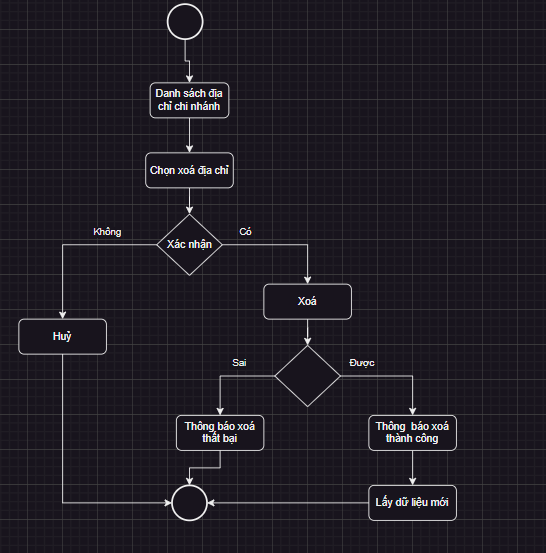 Danh sách địa
chỉ chi nhánh
Chọn xoá địa chỉ
Không
Xác nhận
Có
Xoá
Huỷ
Sai
Được
Thông báo xoá
thất bại
Thông báo xoá
thành công
Lấy dữ liệu mới